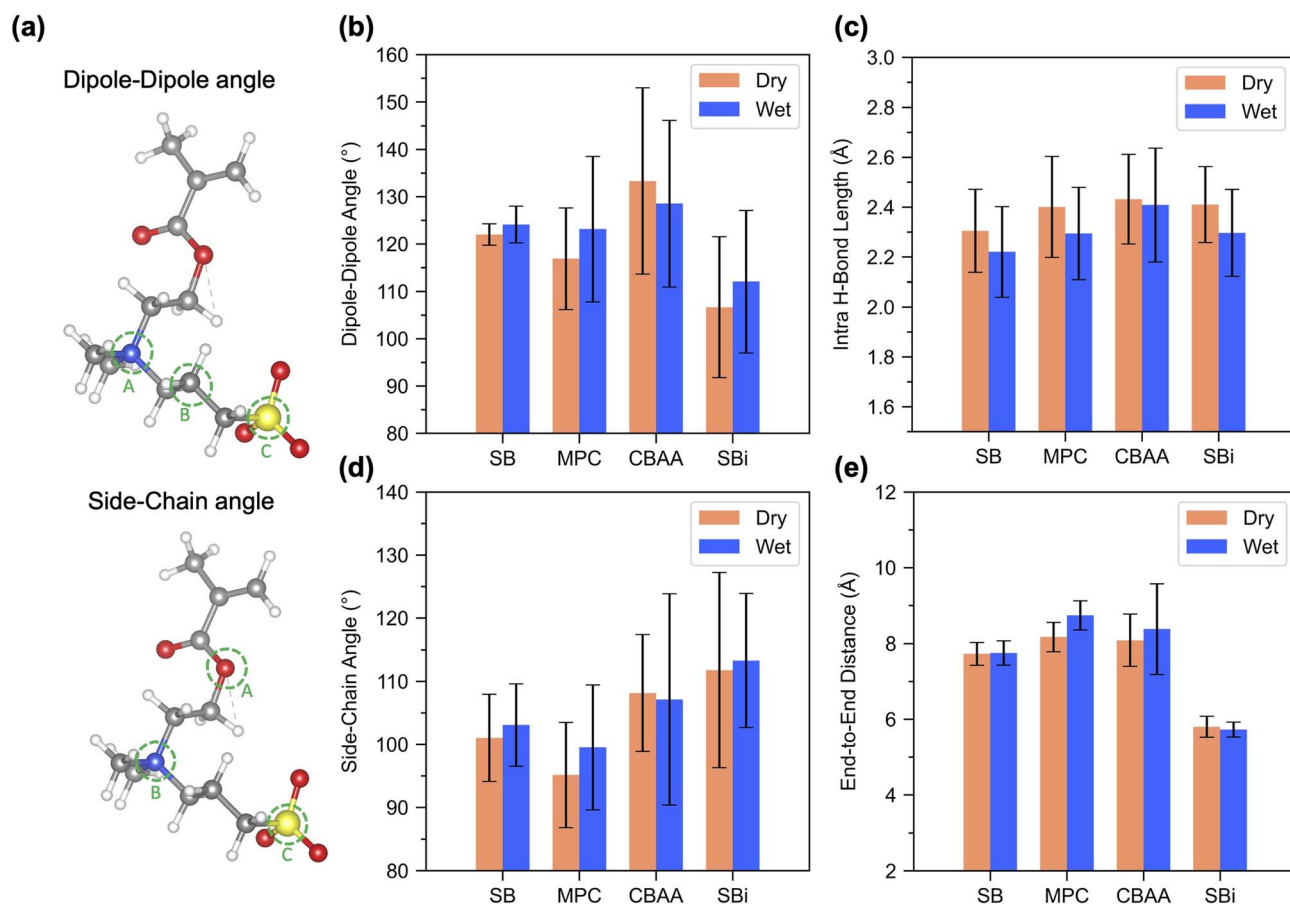 (a)
Dipole-Dipole angle
A
B
C
Side-Chain angle
A
B
C
(b)
Dipole-Dipole Angle (°)
160
150
140
130
120
110
100
90
80
Dry
Wet
SB MPC CBAA SBi
(c)
Intra H-Bond Length (Å)
3.0
2.8
2.6
2.4
2.2
2.0
1.8
1.6
Dry
Wet
SB MPC CBAA SBi
(d)
Side-Chain Angle (°)
140
130
120
110
100
90
80
Dry
Wet
SB MPC CBAA SBi
(e)
End-to-End Distance (Å)
12
10
8
6
4
2
Dry
Wet
SB MPC CBAA SBi